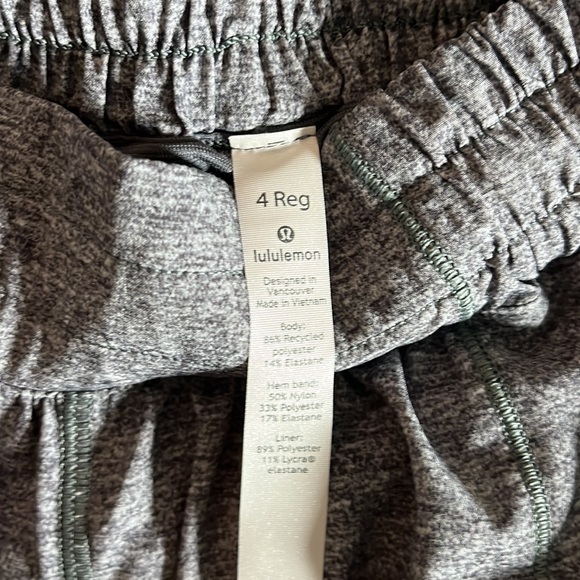 4 Reg
lululemon
Designed in
Vancouver
Made in Vietnam
Body:
86% Recycled
polyester
14% Elastane
Hem band:
50% Nylon
33% Polyester
17% Elastane
Liner:
89% Polyester
11% Lycra®
elastane